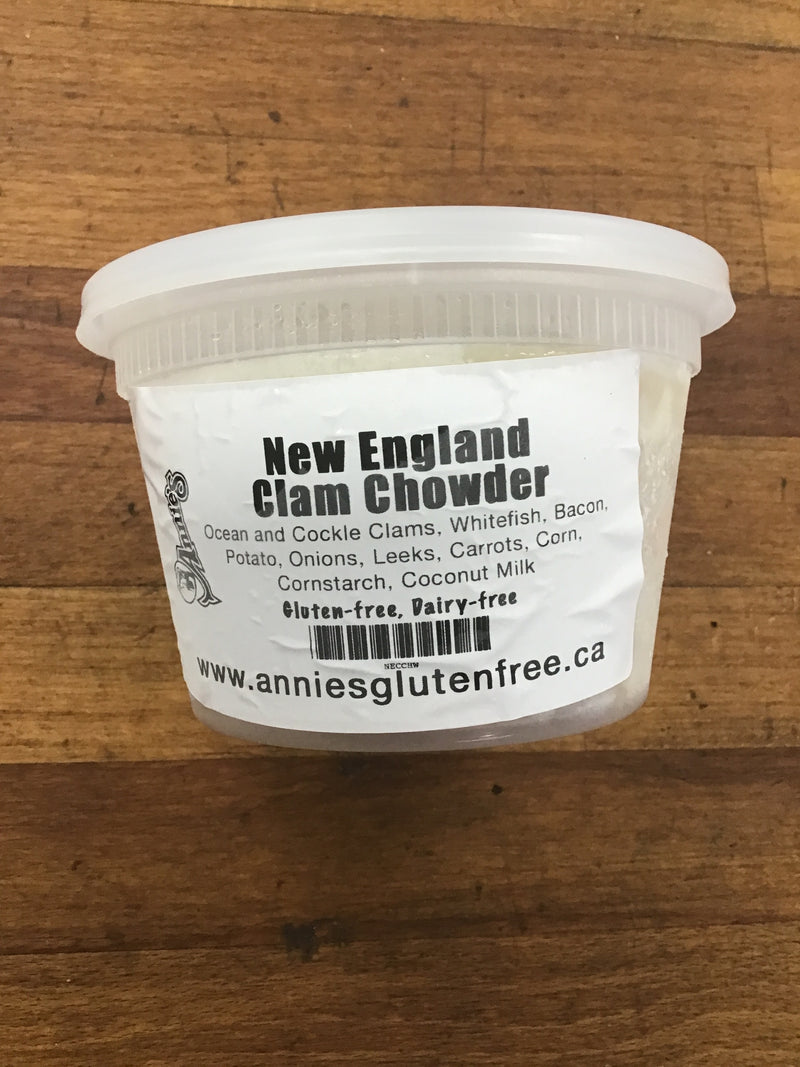 New England
Clam Chowder
Ocean and Cockle Clams, Whitefish, Bacon,
Potato, Onions, Leeks, Carrots, Corn,
Cornstarch, Coconut Milk
Gluten-free, Dairy-free
NECCHW
www.anniesglutenfree.ca
Annie's